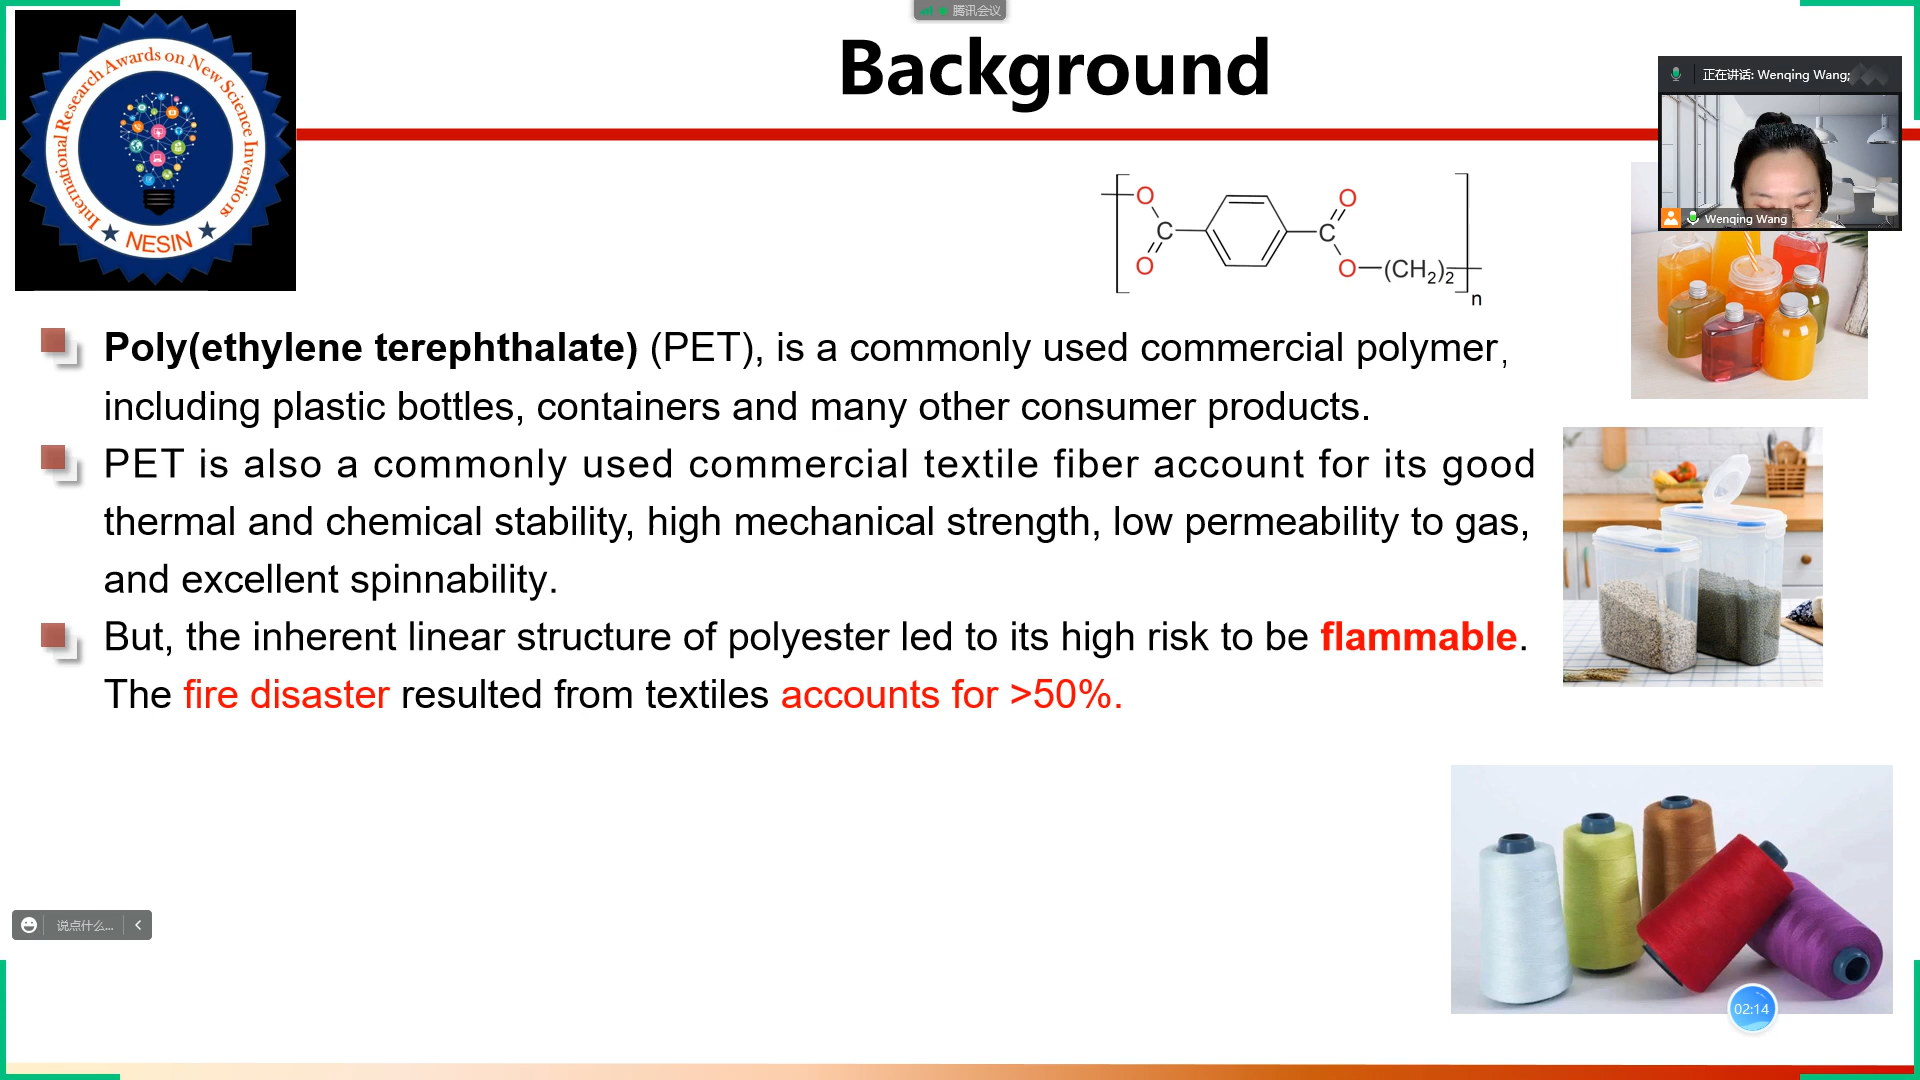 腾讯会议
Background
International Research Awards on New Science Inventions
NESIN
正在讲话: Wenqing Wang;
Wenqing Wang
O
C
O
C
O
O
(CH2)2
n
Poly(ethylene terephthalate) (PET), is a commonly used commercial polymer,
including plastic bottles, containers and many other consumer products.
PET is also a commonly used commercial textile fiber account for its good
thermal and chemical stability, high mechanical strength, low permeability to gas,
and excellent spinnability.
But, the inherent linear structure of polyester led to its high risk to be flammable.
The fire disaster resulted from textiles accounts for >50%.
说点什么...
02:14